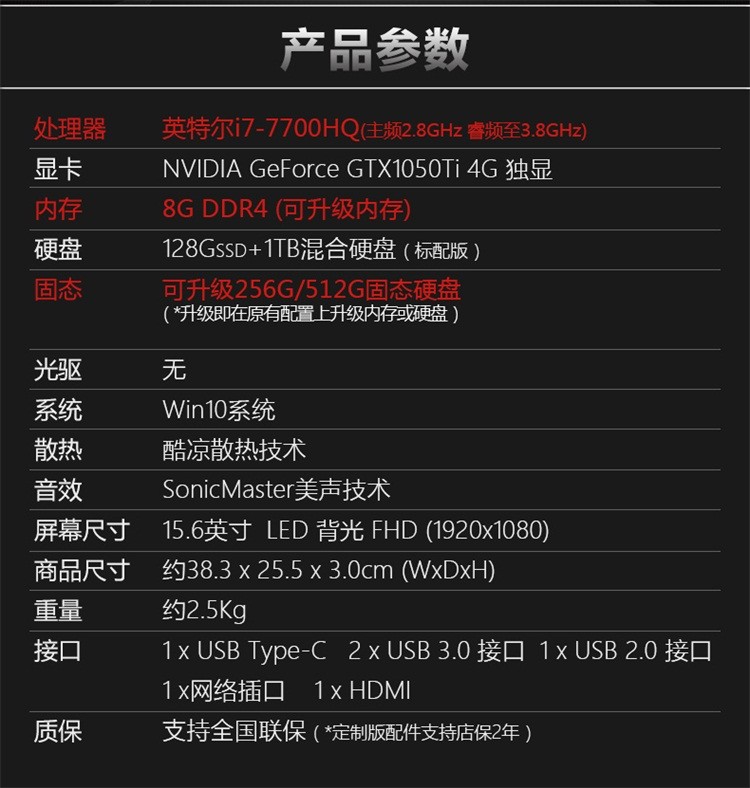 产品参数
处理器 英特尔i7-7700HQ(主频2.8GHz 睿频至3.8GHz)
显卡 NVIDIA GeForce GTX1050Ti 4G 独显
内存 8G DDR4 (可升级内存)
硬盘 128GSSD+1TB混合硬盘 ( 标配版 )
固态 可升级256G/512G固态硬盘
( *升级即在原有配置上升级内存或硬盘 )
光驱 无
系统 Win10系统
散热 酷凉散热技术
音效 SonicMaster美声技术
屏幕尺寸 15.6英寸 LED 背光 FHD (1920x1080)
商品尺寸 约38.3 x 25.5 x 3.0cm (WxDxH)
重量 约2.5Kg
接口 1 x USB Type-C 2 x USB 3.0 接口 1 x USB 2.0 接口
1 x网络插口 1 x HDMI
质保 支持全国联保 ( *定制版配件支持店保2年 )